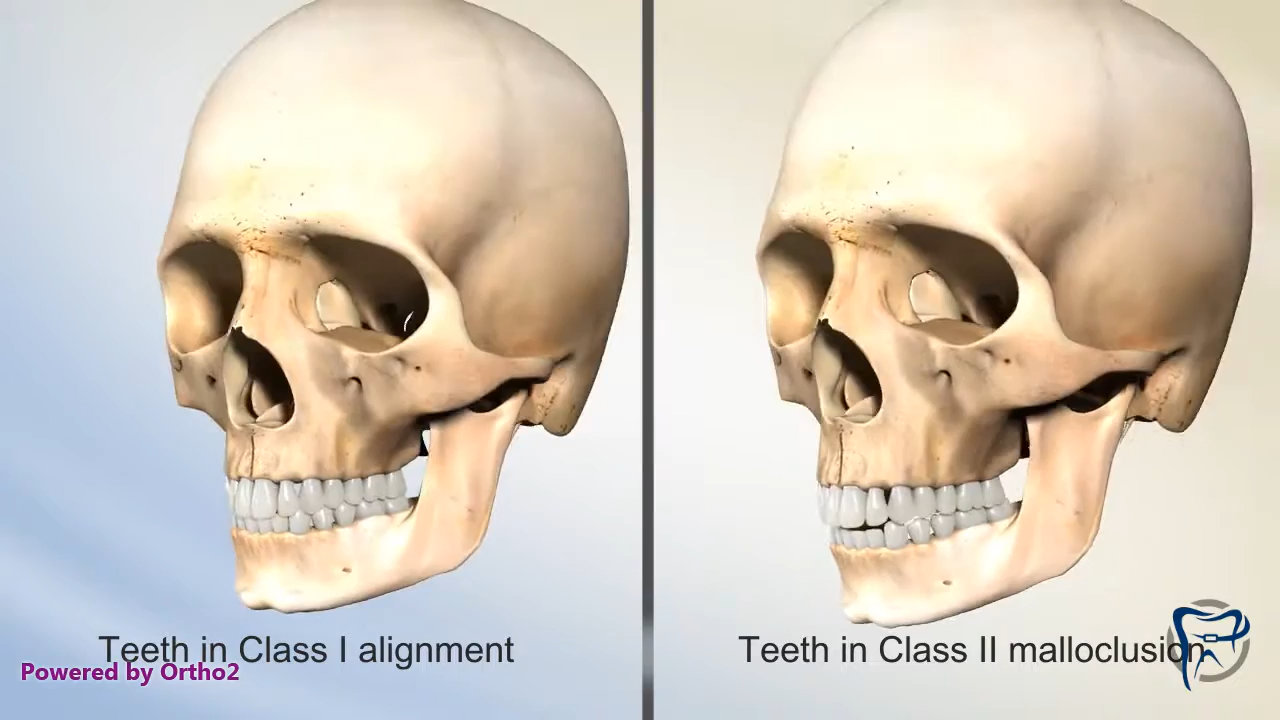 Teeth in Class I alignment
Powered by Ortho2
Teeth in Class II malloclusion